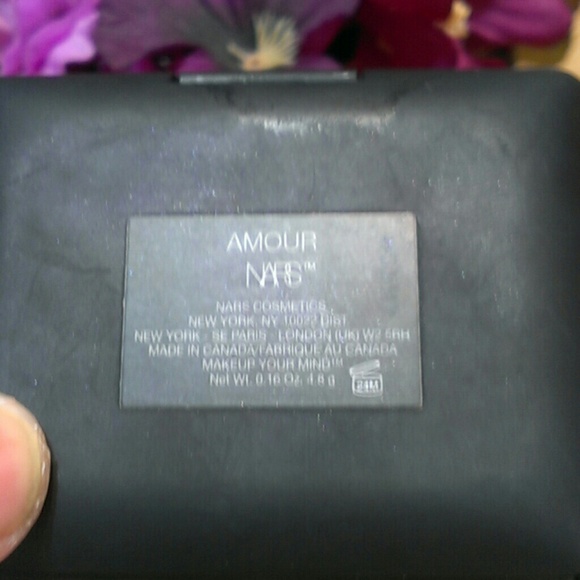 AMOUR
NARS™
NARS COSMETICS
NEW YORK, NY 10022 DIST
NEW YORK - SE PARIS - LONDON (UK) W2 6BH
MADE IN CANADA/FABRIQUE AU CANADA
MAKEUP YOUR MIND™
Net Wt. 0.16 Oz. 4.8 g
24M